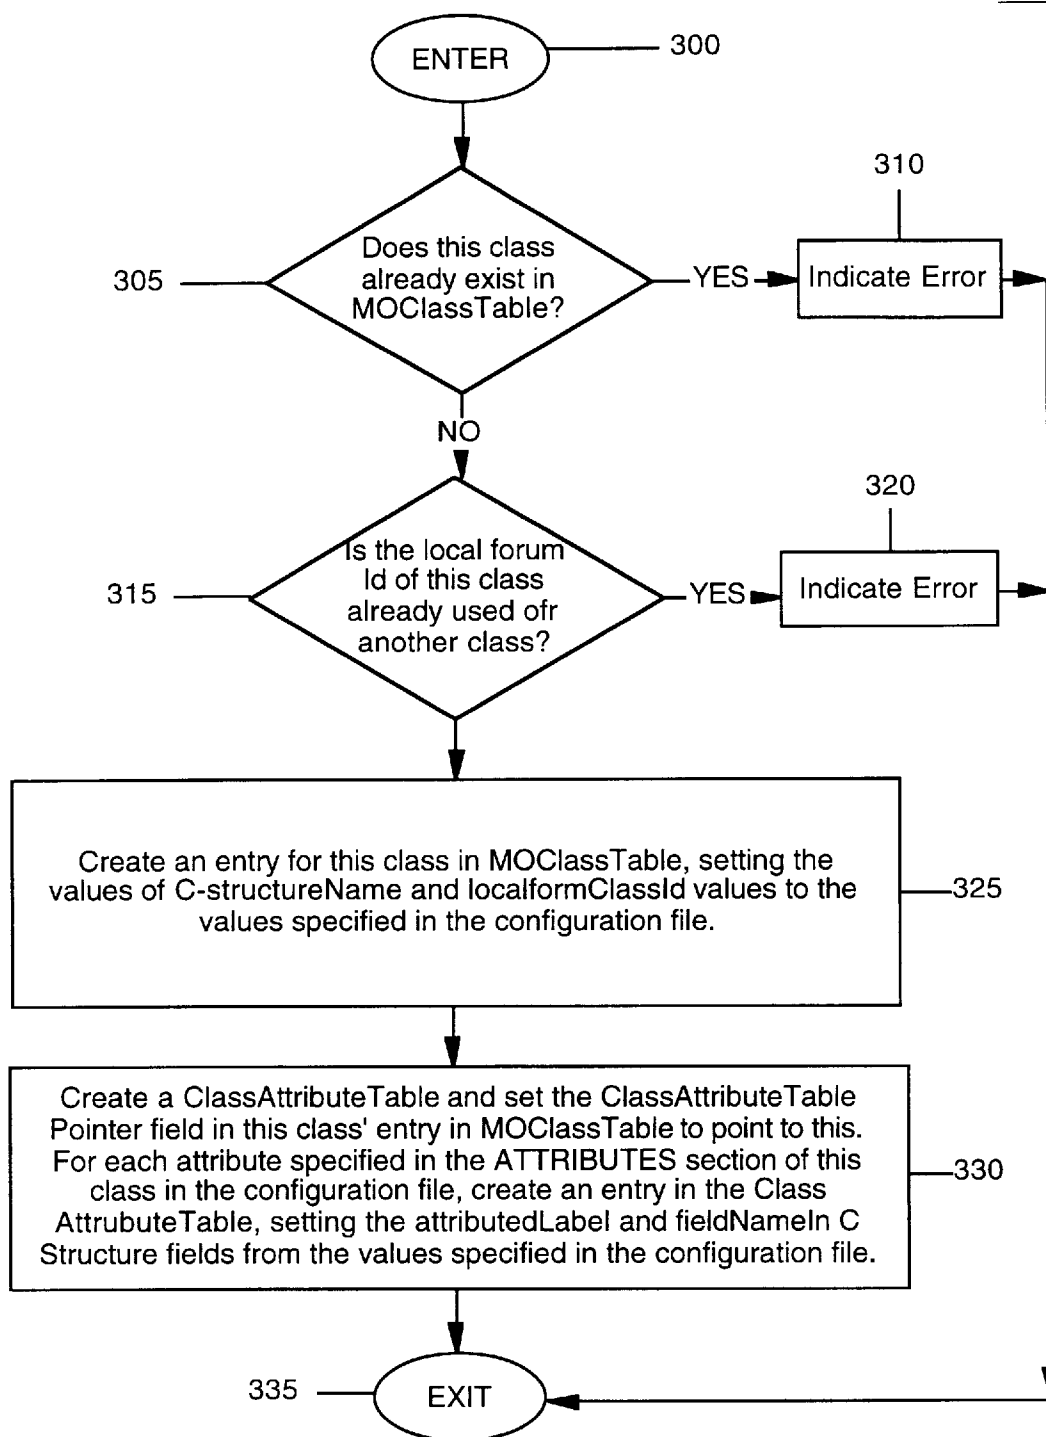 ENTER
300
310
Does this class
already exist in
MOClassTable?
305
YES
Indicate Error
NO
320
Is the local forum
Id of this class
already used ofr
another class?
315
YES
Indicate Error
Create an entry for this class in MOClassTable, setting the
values of C-structureName and localformClassId values to the
values specified in the configuration file.
325
Create a ClassAttributeTable and set the ClassAttributeTable
Pointer field in this class' entry in MOClassTable to point to this.
For each attribute specified in the ATTRIBUTES section of this
class in the configuration file, create an entry in the Class
AttrubuteTable, setting the attributedLabel and fieldNameIn C
Structure fields from the values specified in the configuration file.
330
335
EXIT